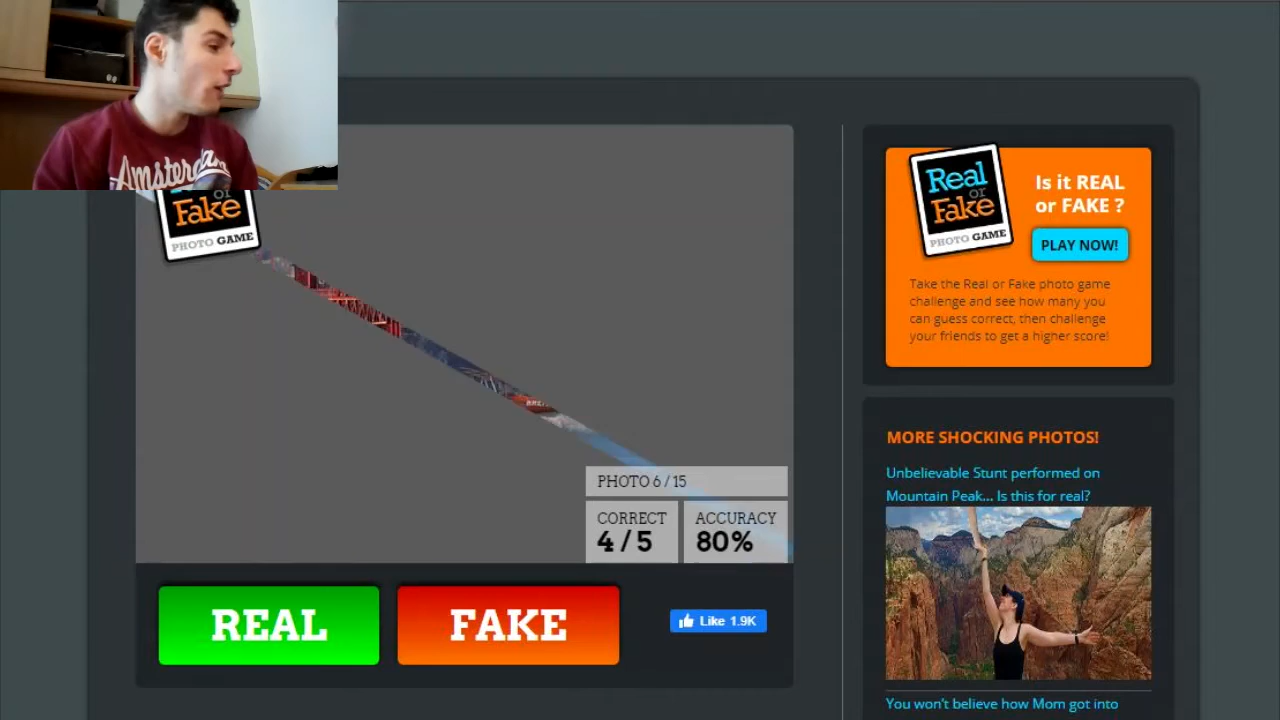 Amsterda
or
Fake
PHOTO GAME
PHOTO 6 / 15
CORRECT
4 / 5
ACCURACY
80%
REAL
FAKE
Like 1.9K
Real
or
Fake
PHOTO GAME
Is it REAL
or FAKE ?
PLAY NOW!
Take the Real or Fake photo game
challenge and see how many you
can guess correct, then challenge
your friends to get a higher score!
MORE SHOCKING PHOTOS!
Unbelievable Stunt performed on
Mountain Peak... Is this for real?
You won't believe how Mom got into